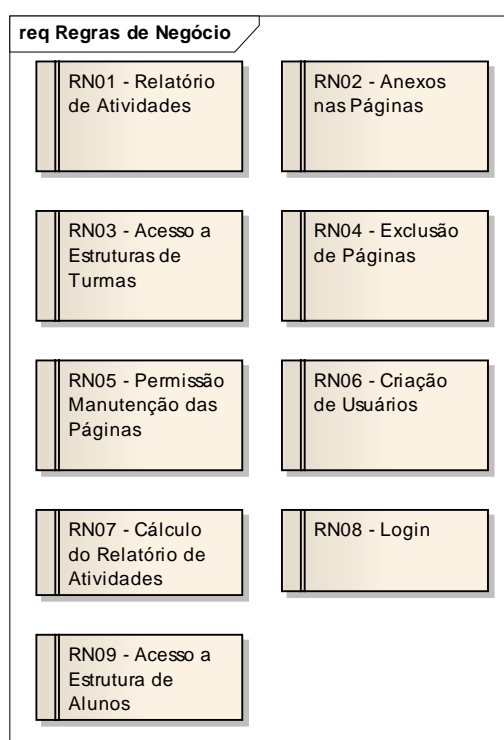 req Regras de Negócio
RN01 - Relatório
de Atividades
RN02 - Anexos
nas Páginas
RN03 - Acesso a
Estruturas de
Turmas
RN04 - Exclusão
de Páginas
RN05 - Permissão
Manutenção das
Páginas
RN06 - Criação
de Usuários
RN07 - Cálculo
do Relatório de
Atividades
RN08 - Login
RN09 - Acesso a
Estrutura de
Alunos